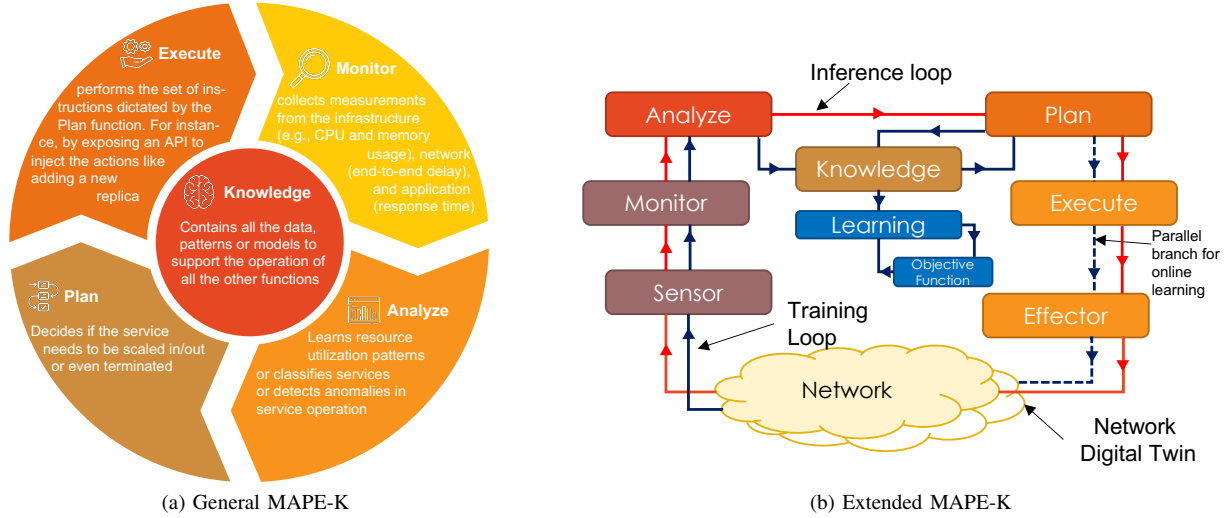 Execute
performs the set of ins-
tructions dictated by the
Plan function. For instan-
ce, by exposing an API to
inject the actions like
adding a new
replica
Monitor
collects measurements
from the infrastructure
(e.g., CPU and memory
usage), network
(end-to-end delay),
and application
(response time)
Knowledge
Contains all the data,
patterns or models to
support the operation of
all the other functions
Plan
Decides if the service
needs to be scaled in/out
or even terminated
Analyze
Learns resource
utilization patterns
or classifies services
or detects anomalies in
service operation
(a) General MAPE-K
Inference loop
Analyze
Plan
Knowledge
Monitor
Execute
Learning
Objective
Function
Parallel
branch for
online
learning
Sensor
Effector
Training
Loop
Network
Network
Digital Twin
(b) Extended MAPE-K